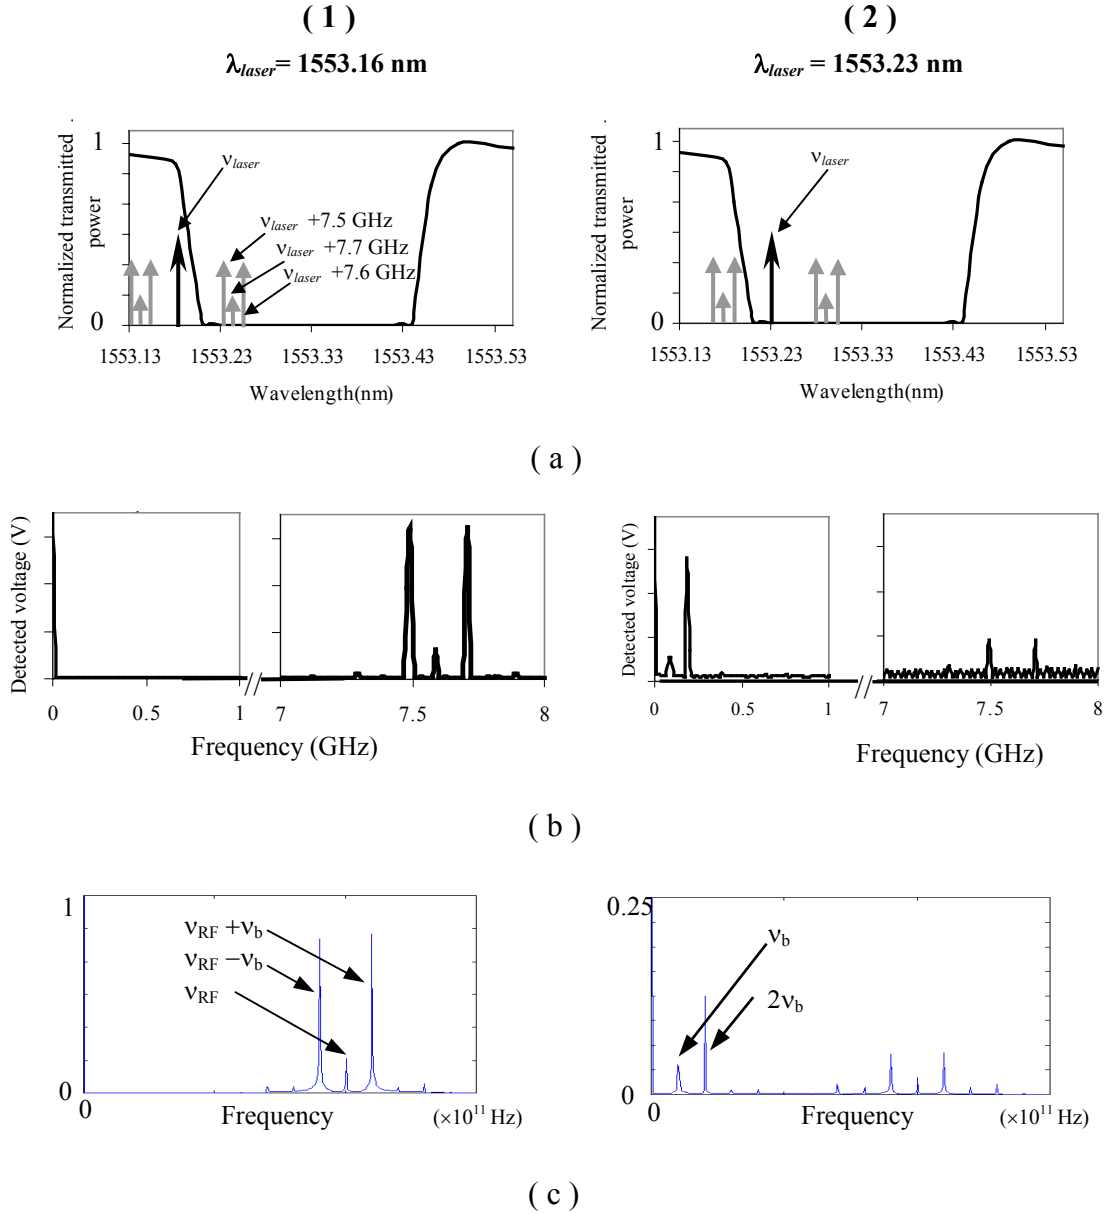 ( 1 )
( 2 )
λlaser= 1553.16 nm
λlaser = 1553.23 nm
Normalized transmitted
power
1
0
νlaser
νlaser +7.5 GHz
νlaser +7.7 GHz
νlaser +7.6 GHz
1553.13
1553.23
1553.33
1553.43
1553.53
Wavelength(nm)
Normalized transmitted
power
1
0
νlaser
1553.13
1553.23
1553.33
1553.43
1553.53
Wavelength(nm)
( a )
Detected voltage (V)
0
0.5
1
//
7
7.5
8
Frequency (GHz)
Detected voltage (V)
0
0.5
1
//
7
7.5
8
Frequency (GHz)
( b )
1
0
νRF +νb
νRF −νb
νRF
0
Frequency
(×10¹¹ Hz)
0.25
0
νb
2νb
0
Frequency
(×10¹¹ Hz)
( c )